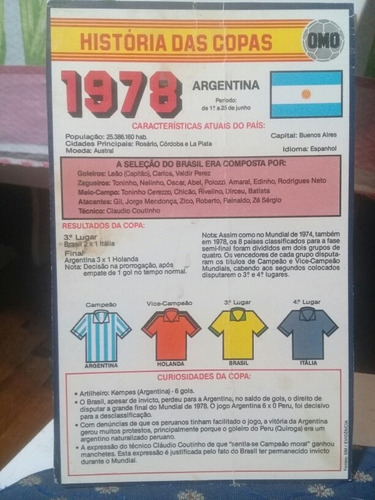 HISTÓRIA DAS COPAS
OMO
1978
ARGENTINA
Período:
de 1º a 25 de junho
CARACTERÍSTICAS ATUAIS DO PAÍS:
População: 25.386.160 hab.
Capital: Buenos Aires
Cidades Principais: Rosário, Córdoba e La Plata
Moeda: Austral
Idioma: Espanhol
A SELEÇÃO DO BRASIL ERA COMPOSTA POR:
Goleiros: Leão (Capitão), Carlos, Valdir Perez
Zagueiros: Toninho, Nelinho, Oscar, Abel, Polozzi, Amaral, Edinho, Rodrigues Neto
Meio-Campo: Toninho Cerezzo, Chicão, Rivelino, Dirceu, Batista
Atacantes: Gil, Jorge Mendonça, Zico, Roberto, Reinaldo, Zé Sérgio
Técnico: Claudio Coutinho
RESULTADOS DA COPA:
3º Lugar
Brasil 2 x 1 Itália
Final
Argentina 3 x 1 Holanda
Nota: Decisão na prorrogação, após
empate de 1 gol no tempo normal.
Nota: Assim como no Mundial de 1974, também
em 1978, os 8 países classificados para a fase
semi-final foram divididos em dois grupos de
quatro. Os vencedores de cada grupo disputa-
ram os títulos de Campeão e Vice-Campeão
Mundiais, cabendo aos segundos colocados
disputarem o 3º e 4º lugares.
Campeão
Vice-Campeão
3º Lugar
4º Lugar
ARGENTINA
HOLANDA
BRASIL
ITÁLIA
CURIOSIDADES DA COPA:
• Artilheiro: Kempes (Argentina) - 6 gols.
• O Brasil, apesar de invicto, perdeu para a Argentina, no saldo de gols, o direito de
disputar a grande final do Mundial de 1978. O jogo Argentina 6 x 0 Peru, foi decisivo
para a desclassificação.
• Com denúncias de que os peruanos tinham facilitado o jogo, a vitória da Argentina
gerou muitos protestos, principalmente porque o goleiro do Peru (Quiroga) era um
argentino naturalizado peruano.
• A expressão do técnico Cláudio Coutinho de que "sentia-se Campeão moral" ganhou
manchetes. Esta expressão é justificada pelo fato do Brasil ter permanecido invicto
durante o Mundial.